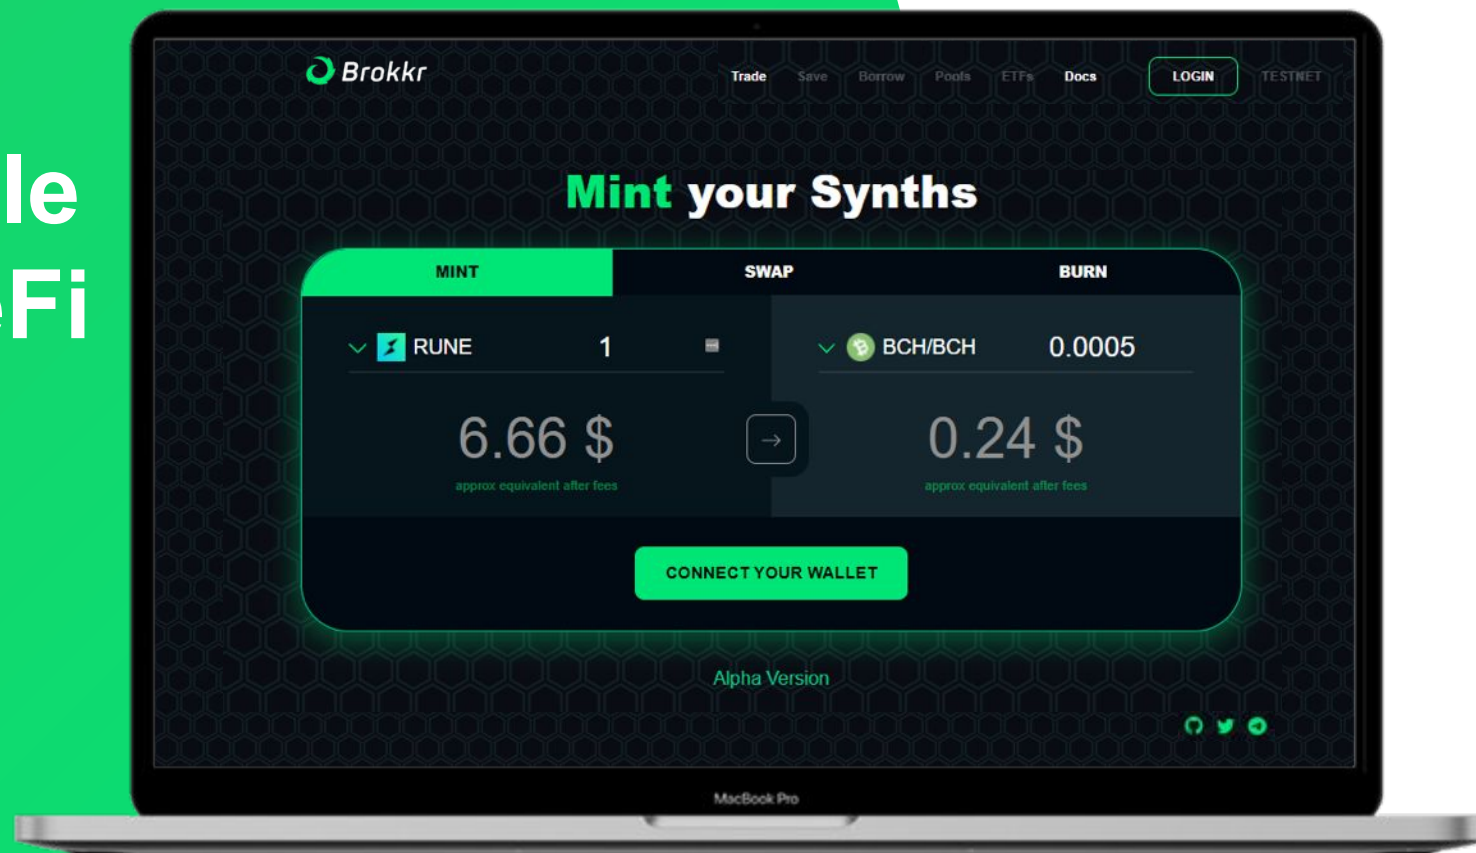 le
eFi
Brokkr
Trade Save Borrow Pools ETFs Docs LOGIN TESTNET
Mint your Synths
MINT SWAP BURN
RUNE 1 BCH/BCH 0.0005
6.66 $ 0.24 $
approx equivalent after fees approx equivalent after fees
CONNECT YOUR WALLET
Alpha Version
MacBook Pro